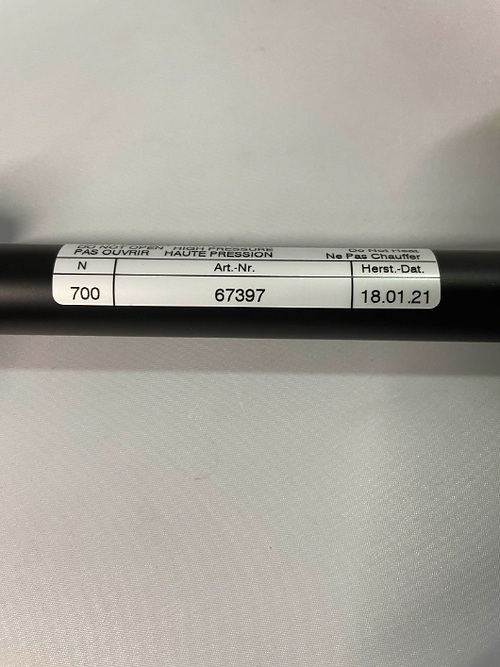 DO NOT OPEN HIGH PRESSURE Do Not Heat
PAS OUVRIR HAUTE PRESSION Ne Pas Chauffer
N Art.-Nr. Herst.-Dat.
700 67397 18.01.21